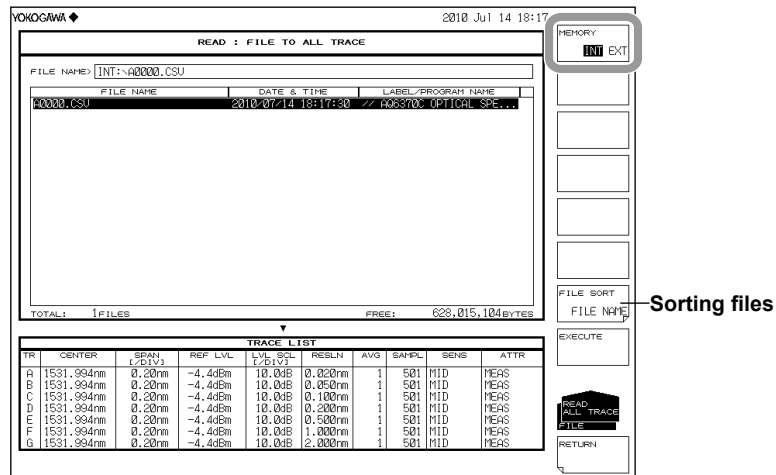 YOKOGAWA ◆ 2010 Jul 14 18:17
READ : FILE TO ALL TRACE
FILE NAME> INT:\A0000.CSV
FILE NAME DATE & TIME LABEL/PROGRAM NAME
A0000.CSV 2010/07/14 18:17:30 // AQ6370C OPTICAL SPE...
TOTAL: 1FILES FREE: 628,015,104 BYTES
▼
TRACE LIST
TR CENTER SPAN [/DIV] REF LVL LVL SCL [/DIV] RESLN AVG SAMPL SENS ATTR
A 1531.994nm 0.20nm -4.4dBm 10.0dB 0.020nm 1 501 MID MEAS
B 1531.994nm 0.20nm -4.4dBm 10.0dB 0.050nm 1 501 MID MEAS
C 1531.994nm 0.20nm -4.4dBm 10.0dB 0.100nm 1 501 MID MEAS
D 1531.994nm 0.20nm -4.4dBm 10.0dB 0.200nm 1 501 MID MEAS
E 1531.994nm 0.20nm -4.4dBm 10.0dB 0.500nm 1 501 MID MEAS
F 1531.994nm 0.20nm -4.4dBm 10.0dB 1.000nm 1 501 MID MEAS
G 1531.994nm 0.20nm -4.4dBm 10.0dB 2.000nm 1 501 MID MEAS
MEMORY
INT EXT
FILE SORT
FILE NAME
Sorting files
EXECUTE
READ
ALL TRACE
FILE
RETURN